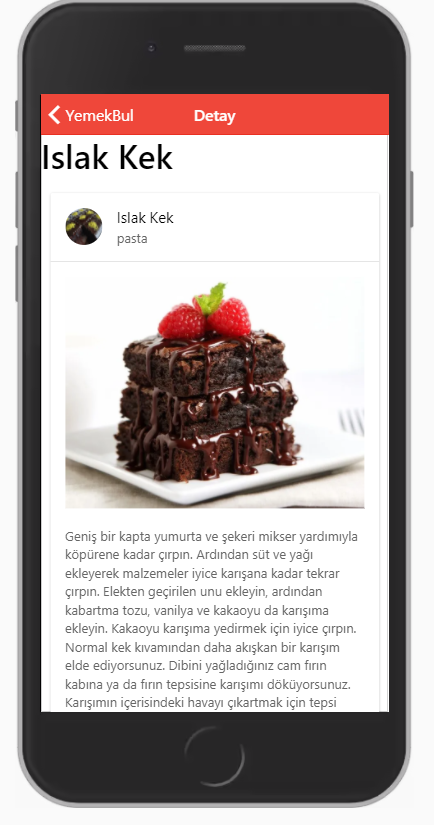 YemekBul Detay
Islak Kek
Islak Kek
pasta
Geniş bir kapta yumurta ve şekeri mikser yardımıyla
köpürene kadar çırpın. Ardından süt ve yağı
ekleyerek malzemeler iyice karışana kadar tekrar
çırpın. Elekten geçirilen unu ekleyin, ardından
kabartma tozu, vanilya ve kakaoyu da karışıma
ekleyin. Kakaoyu karışıma yedirmek için iyice çırpın.
Normal kek kıvamından daha akışkan bir karışım
elde ediyorsunuz. Dibini yağladığınız cam fırın
kabına ya da fırın tepsisine karışımı döküyorsunuz.
Karışımın içerisindeki havayı çıkartmak için tepsi